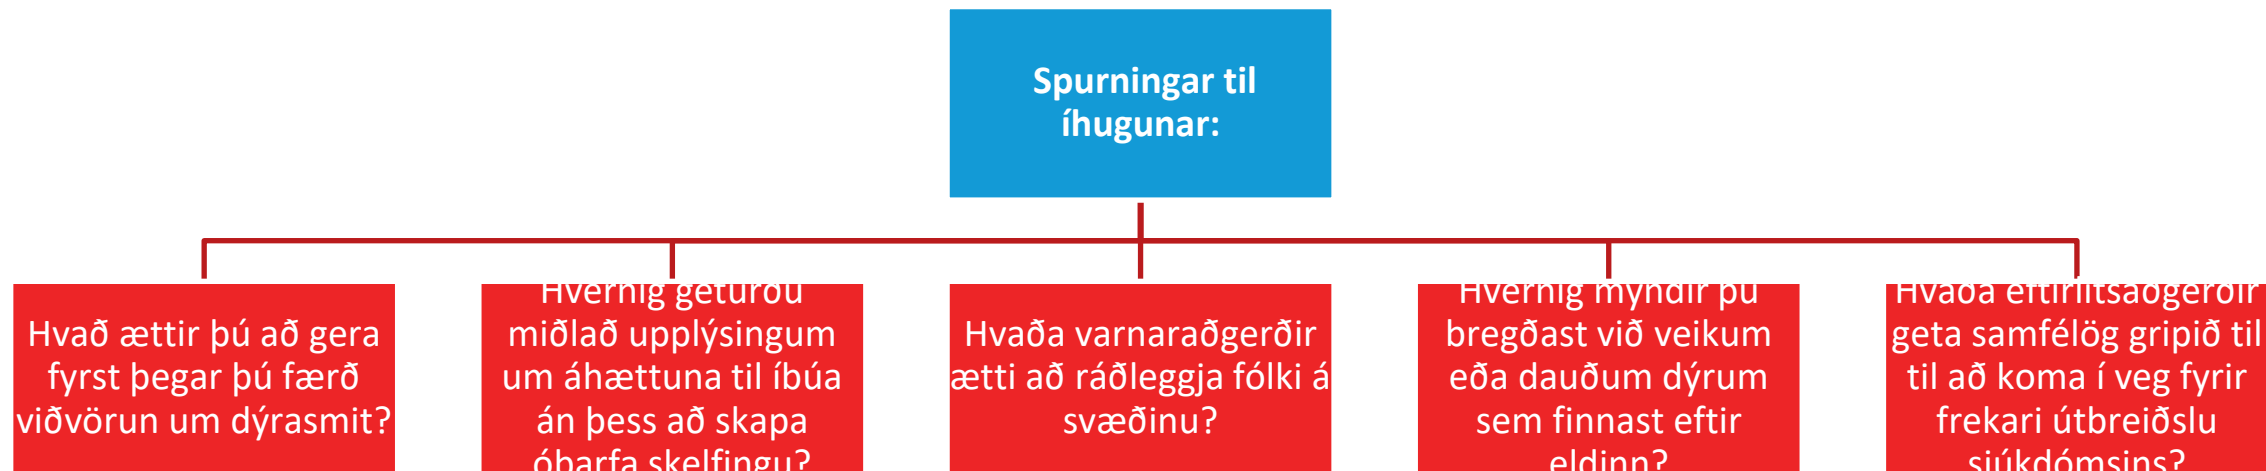 Spurningar til
íhugunar:
Hvað ættir þú að gera
fyrst þegar þú færð
viðvörun um dýrasmit?
Hvernig geturðu
miðlað upplýsingum
um áhættuna til íbúa
án þess að skapa
óþarfa skelfingu?
Hvaða varnaraðgerðir
ætti að ráðleggja fólki á
svæðinu?
Hvernig myndir þú
bregðast við veikum
eða dauðum dýrum
sem finnast eftir
eldinn?
Hvaða eftirlitsaðgerðir
geta samfélög gripið til
til að koma í veg fyrir
frekari útbreiðslu
sjúkdómsins?